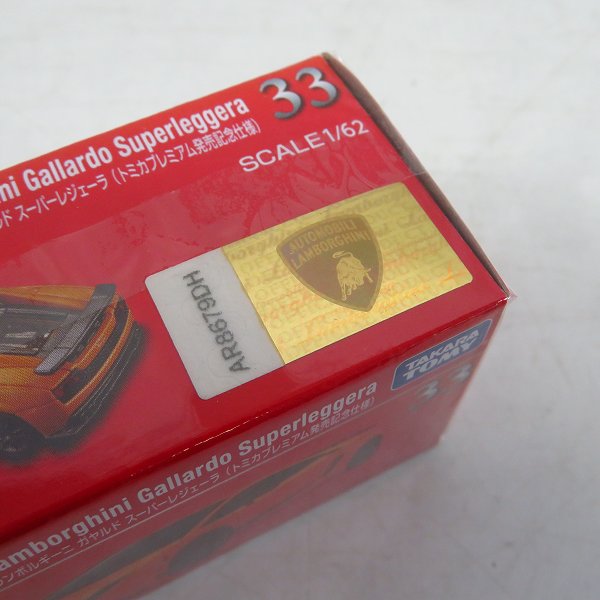 ni Gallardo Superleggera 33
ルド スーパーレジェーラ (トミカプレミアム発売記念仕様)
SCALE 1/62
AUTOMOBILI
LAMBORGHINI
AR8679DH
TAKARA
TOMY
33
amborghini Gallardo Superleggera
ンボルギーニ ガヤルド スーパーレジェーラ (トミカプレミアム発売記念仕様)